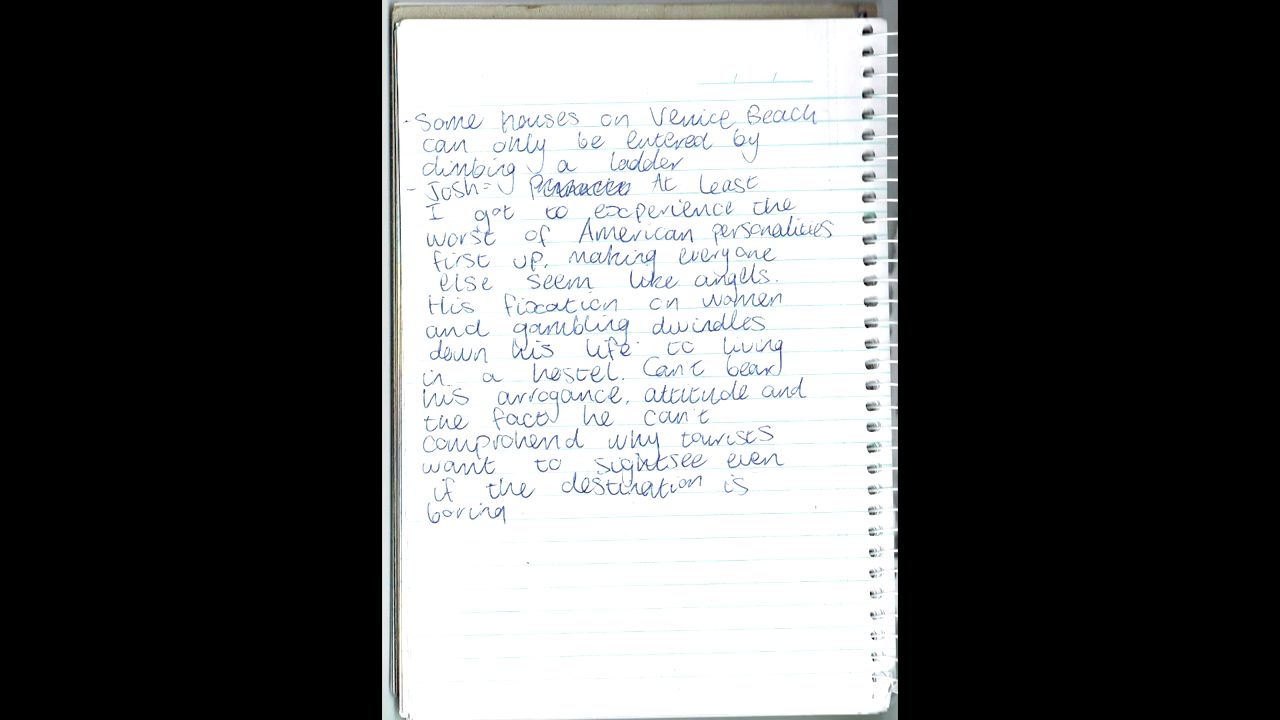 - Some houses on Venice Beach
can only be entered by
climbing a ladder
- Josh - At least
I got to experience the
worst of American personalities
first up, making everyone
else seem like angels.
His fixation on women
and gambling dwindles
down his life to living
in a hostel. Can't bear
his arrogance, attitude and
the fact he can't
comprehend why tourists
want to sightsee even
if the destination is
boring